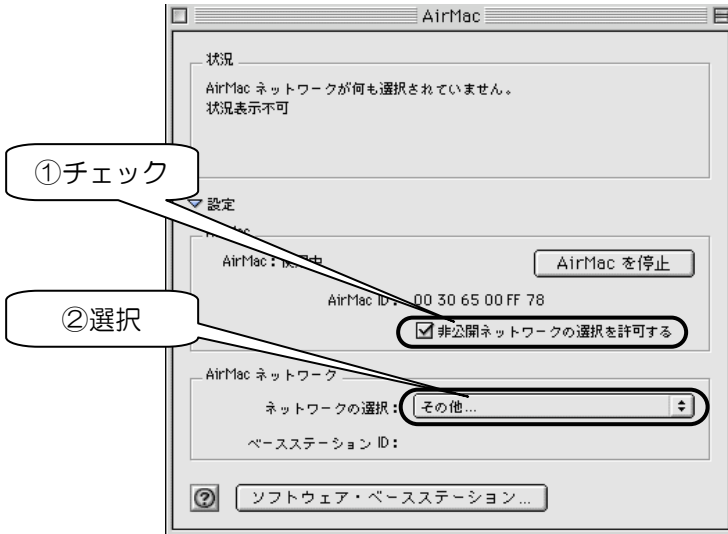 AirMac
状況
AirMac ネットワークが何も選択されていません。
状況表示不可
①チェック
設定
AirMac：使用中
AirMac を停止
AirMac ID： 00 30 65 00 FF 78
②選択
非公開ネットワークの選択を許可する
AirMac ネットワーク
ネットワークの選択：
その他...
ベースステーション ID：
ソフトウェア・ベースステーション...